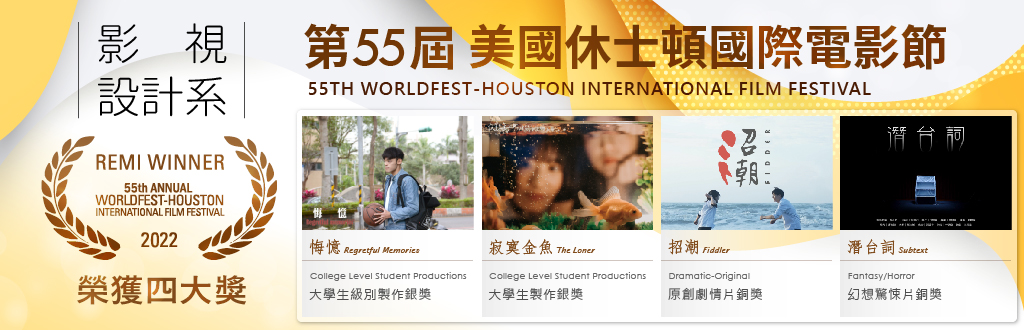 影視
設計系
REMI WINNER
55th ANNUAL
WORLDFEST-HOUSTON
INTERNATIONAL FILM FESTIVAL
2022
榮獲四大獎
第55屆 美國休士頓國際電影節
55TH WORLDFEST-HOUSTON INTERNATIONAL FILM FESTIVAL
悔憶
悔憶 Regretful Memories
College Level Student Productions
大學生級別製作銀獎
寂寞金魚 The Loner
College Level Student Productions
大學生製作銀獎
FIDDER
招潮 Fiddler
Dramatic-Original
原創劇情片銅獎
潛台詞
潛台詞 Subtext
Fantasy/Horror
幻想驚悚片銅獎